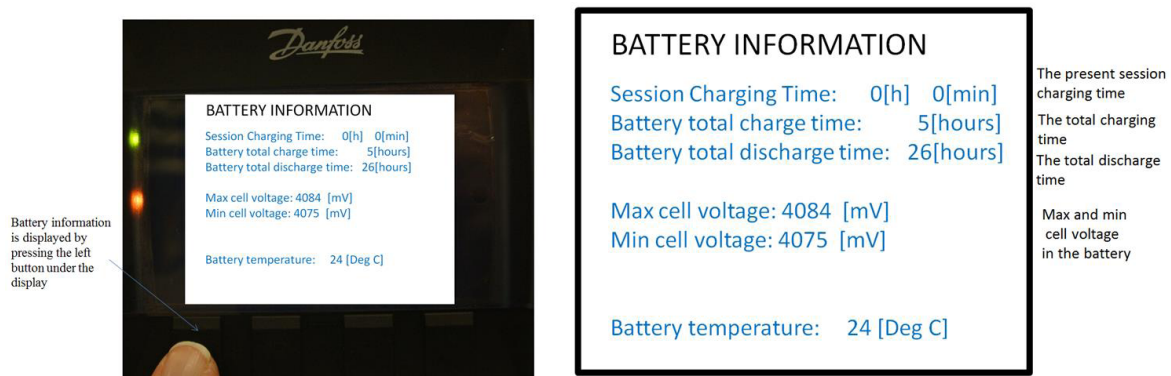 Danfoss
BATTERY INFORMATION
Session Charging Time: 0[h] 0[min]
Battery total charge time: 5[hours]
Battery total discharge time: 26[hours]
Max cell voltage: 4084 [mV]
Min cell voltage: 4075 [mV]
Battery temperature: 24 [Deg C]
Battery information
is displayed by
pressing the left
button under the
display
BATTERY INFORMATION
Session Charging Time: 0[h] 0[min]
Battery total charge time: 5[hours]
Battery total discharge time: 26[hours]
Max cell voltage: 4084 [mV]
Min cell voltage: 4075 [mV]
Battery temperature: 24 [Deg C]
The present session
charging time
The total charging
time
The total discharge
time
Max and min
cell voltage
in the battery